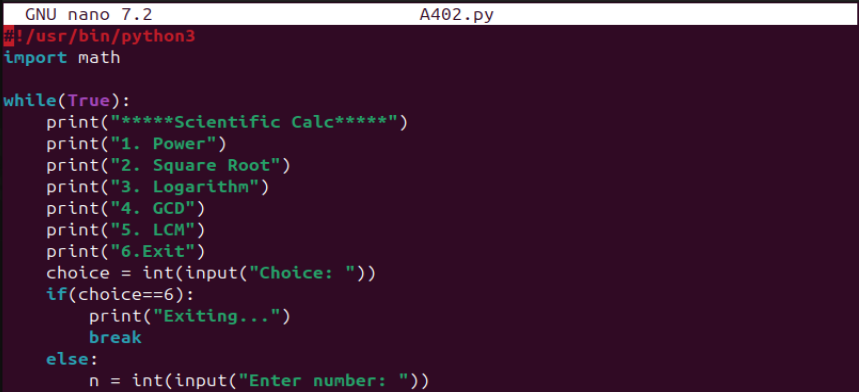 GNU nano 7.2 A402.py
#!/usr/bin/python3
import math

while(True):
    print("*****Scientific Calc*****")
    print("1. Power")
    print("2. Square Root")
    print("3. Logarithm")
    print("4. GCD")
    print("5. LCM")
    print("6.Exit")
    choice = int(input("Choice: "))
    if(choice==6):
        print("Exiting...")
        break
    else:
        n = int(input("Enter number: "))